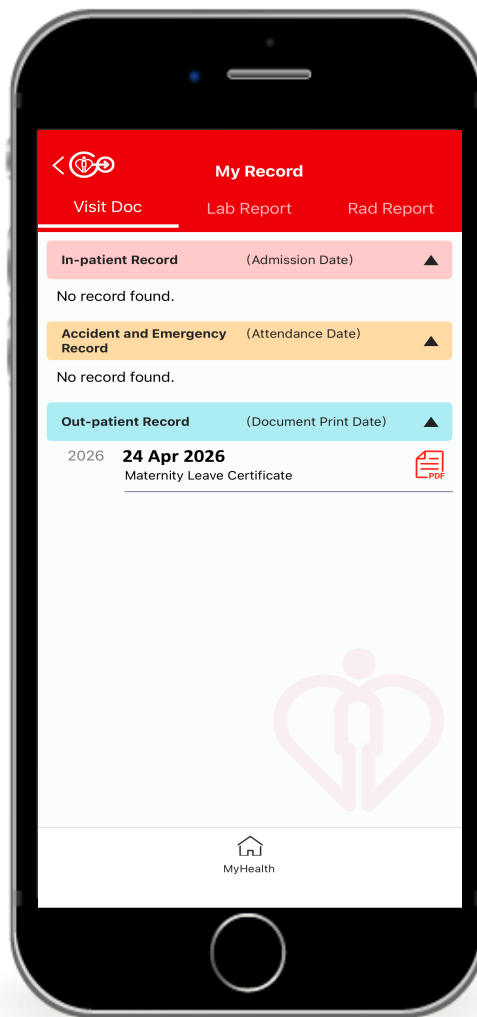 My Record
Visit Doc Lab Report Rad Report
In-patient Record (Admission Date)
No record found.
Accident and Emergency (Attendance Date)
Record
No record found.
Out-patient Record (Document Print Date)
2026 24 Apr 2026
Maternity Leave Certificate
PDF
MyHealth